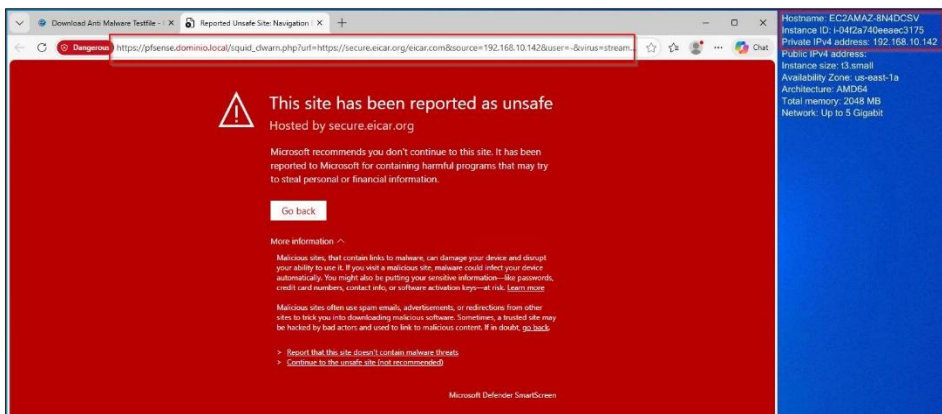 Download Anti Malware Testfile -
Reported Unsafe Site: Navigation
Dangerous
https://pfsense.dominio.local/squid_clwarn.php?url=https://secure.eicar.org/eicar.com&source=192.168.10.142&user=-&virus=stream...
Chat
This site has been reported as unsafe
Hosted by secure.eicar.org
Microsoft recommends you don't continue to this site. It has been
reported to Microsoft for containing harmful programs that may try
to steal personal or financial information.
Go back
More information
Malicious sites, that contain links to malware, can damage your device and disrupt
your ability to use it. If you visit a malicious site, malware could infect your device
automatically. You might also be putting your sensitive information—like passwords,
credit card numbers, contact info, or software activation keys—at risk. Learn more
Malicious sites often use spam emails, advertisements, or redirections from other
sites to trick you into downloading malicious software. Sometimes, a trusted site may
be hacked by bad actors and used to link to malicious content. If in doubt, go back.
> Report that this site doesn't contain malware threats
> Continue to the unsafe site (not recommended)
Microsoft Defender SmartScreen
Hostname: EC2AMAZ-8N4DCSV
Instance ID: i-04f2a740eeaec3175
Private IPv4 address: 192.168.10.142
Public IPv4 address:
Instance size: t3.small
Availability Zone: us-east-1a
Architecture: AMD64
Total memory: 2048 MB
Network: Up to 5 Gigabit